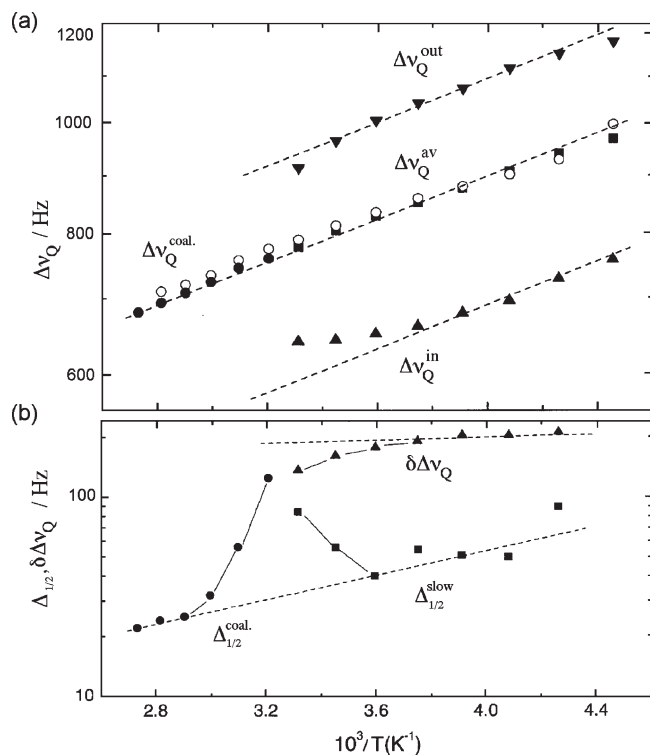 (a)
1200
1000
800
600
Δν_Q / Hz
Δν_Q^out
Δν_Q^av
Δν_Q^coal.
Δν_Q^in
(b)
100
10
Δ_1/2, δΔν_Q / Hz
δΔν_Q
Δ_1/2^slow
Δ_1/2^coal.
2.8 3.2 3.6 4.0 4.4
10^3/T(K^-1)